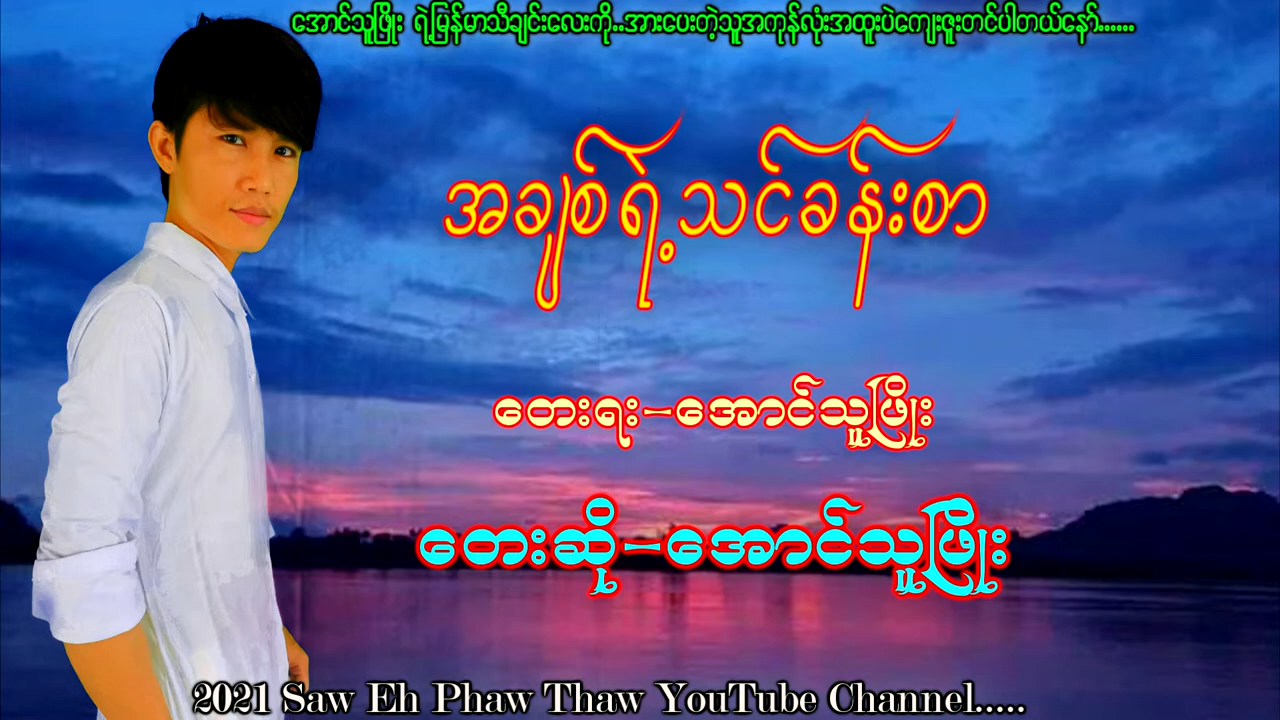 အောင်သူဖြိုး ရဲ့မြန်မာသီချင်းလေးကို..အားပေးတဲ့သူအကုန်လုံးအထူးပဲကျေးဇူးတင်ပါတယ်နော်......
အချစ်ရဲ့သင်ခန်းစာ
တေးရး-အောင်သူဖြိုး
တေးဆို-အောင်သူဖြိုး
2021 Saw Eh Phaw Thaw YouTube Channel.....